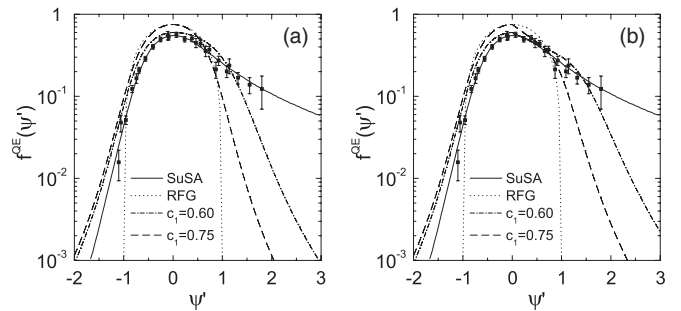 1
(a)
10⁻¹
10⁻²
10⁻³
f^QE(ψ')
SuSA
RFG
c₁=0.60
c₁=0.75
-2 -1 0 1 2 3
ψ'
1
(b)
10⁻¹
10⁻²
10⁻³
f^QE(ψ')
SuSA
RFG
c₁=0.60
c₁=0.75
-2 -1 0 1 2 3
ψ'